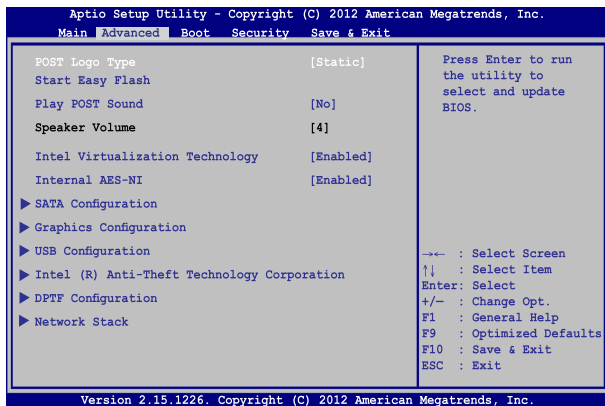 Aptio Setup Utility - Copyright (C) 2012 American Megatrends, Inc.
Main Advanced Boot Security Save & Exit
POST Logo Type [Static]
Start Easy Flash
Play POST Sound [No]
Speaker Volume [4]
Intel Virtualization Technology [Enabled]
Internal AES-NI [Enabled]
▶ SATA Configuration
▶ Graphics Configuration
▶ USB Configuration
▶ Intel (R) Anti-Theft Technology Corporation
▶ DPTF Configuration
▶ Network Stack
Press Enter to run
the utility to
select and update
BIOS.
→← : Select Screen
↑↓ : Select Item
Enter: Select
+/— : Change Opt.
F1 : General Help
F9 : Optimized Defaults
F10 : Save & Exit
ESC : Exit
Version 2.15.1226. Copyright (C) 2012 American Megatrends, Inc.